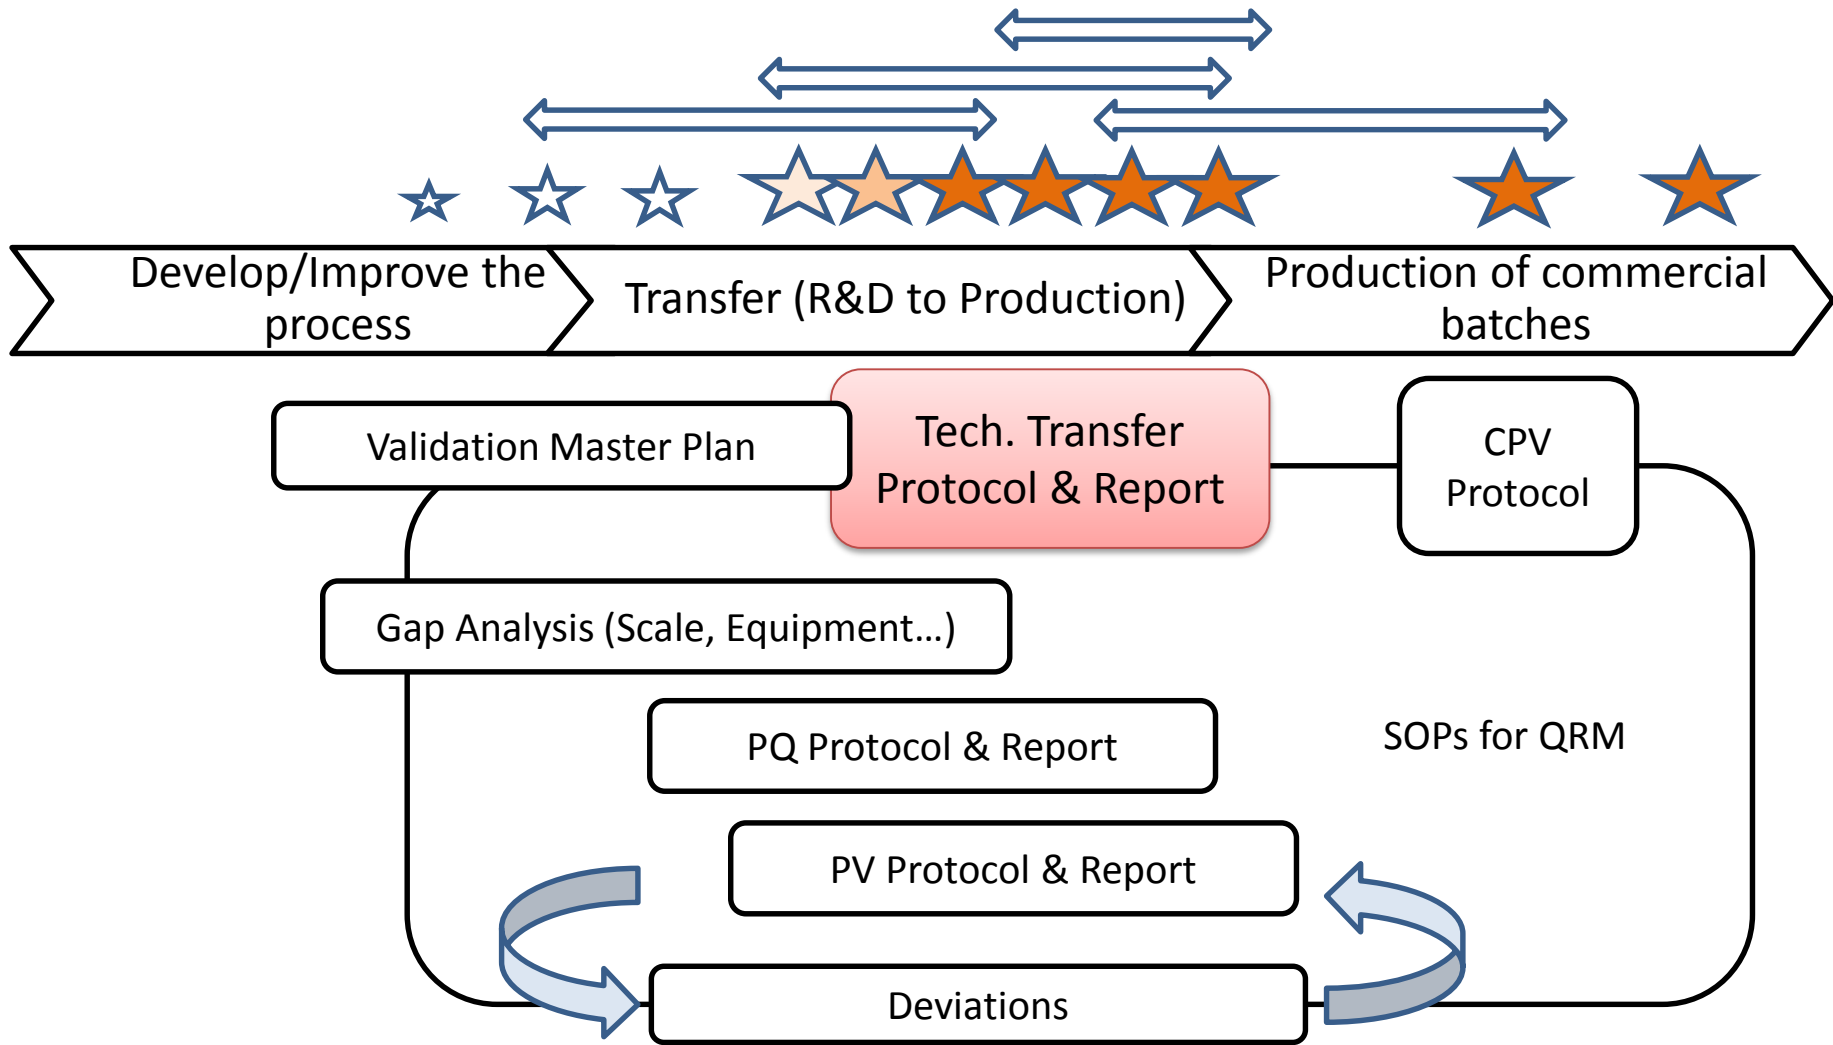 Develop/Improve the
process
Transfer (R&D to Production)
Production of commercial
batches
Validation Master Plan
Tech. Transfer
Protocol & Report
CPV
Protocol
Gap Analysis (Scale, Equipment…)
PQ Protocol & Report
SOPs for QRM
PV Protocol & Report
Deviations